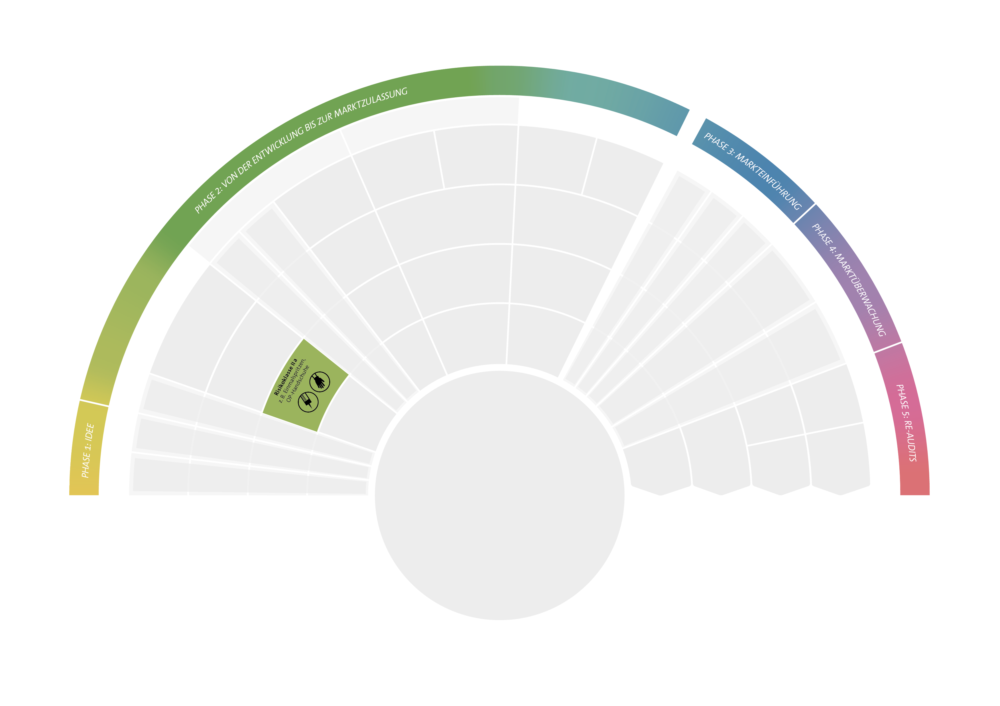 PHASE 1: IDEE
PHASE 2: VON DER ENTWICKLUNG BIS ZUR MARKTZULASSUNG
PHASE 3: MARKTEINFÜHRUNG
PHASE 4: MARKTÜBERWACHUNG
PHASE 5: RE-AUDITS
Risikoklasse II a
z. B. Einmalspritzen,
OP-Handschuhe